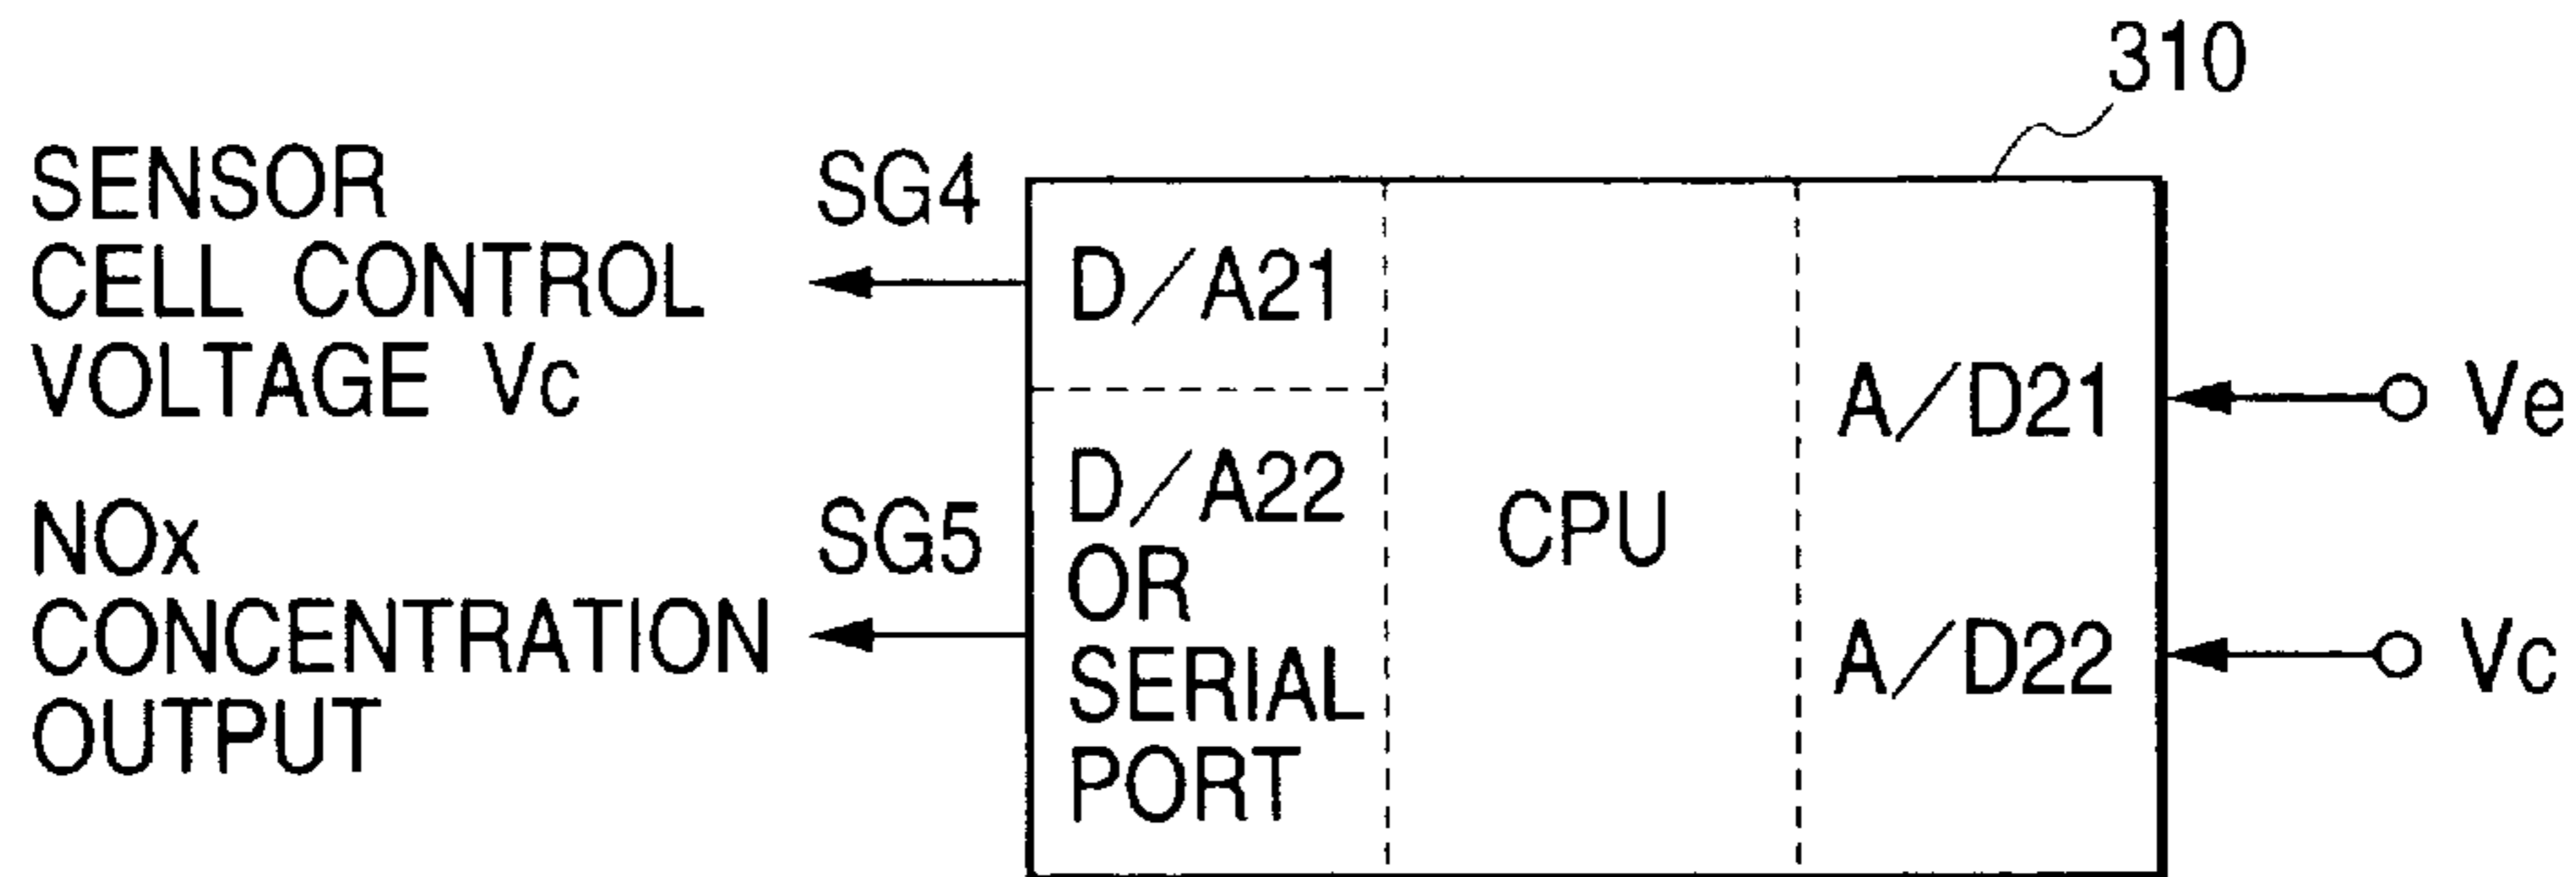 310
SENSOR
CELL CONTROL
VOLTAGE Vc
SG4
D/A21
NOx
CONCENTRATION
OUTPUT
SG5
D/A22
OR
SERIAL
PORT
CPU
A/D21
Ve
A/D22
Vc